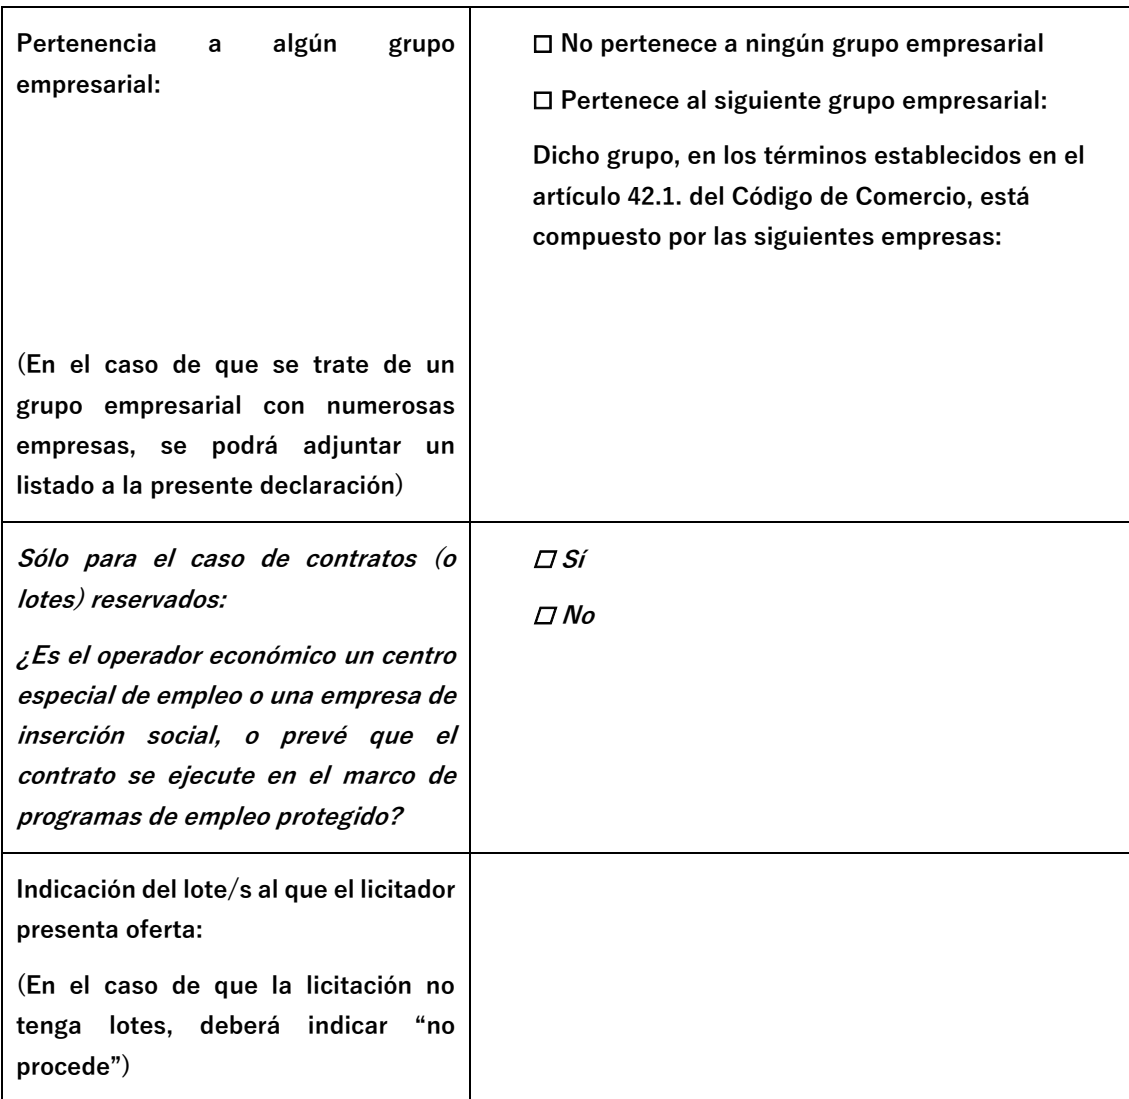 Pertenencia a algún grupo
empresarial:
(En el caso de que se trate de un
grupo empresarial con numerosas
empresas, se podrá adjuntar un
listado a la presente declaración)
☐ No pertenece a ningún grupo empresarial
☐ Pertenece al siguiente grupo empresarial:
Dicho grupo, en los términos establecidos en el
artículo 42.1. del Código de Comercio, está
compuesto por las siguientes empresas:
Sólo para el caso de contratos (o
lotes) reservados:
¿Es el operador económico un centro
especial de empleo o una empresa de
inserción social, o prevé que el
contrato se ejecute en el marco de
programas de empleo protegido?
☐ Sí
☐ No
Indicación del lote/s al que el licitador
presenta oferta:
(En el caso de que la licitación no
tenga lotes, deberá indicar “no
procede”)